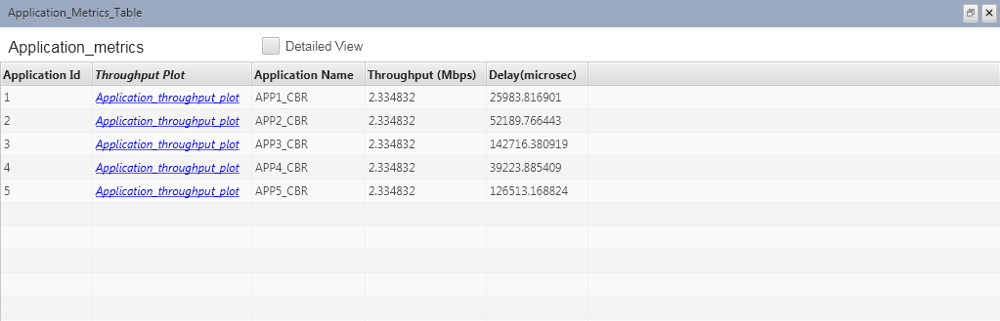 Application_Metrics_Table
Application_metrics Detailed View
Application Id Throughput Plot Application Name Throughput (Mbps) Delay(microsec)
1 Application_throughput_plot APP1_CBR 2.334832 25983.816901
2 Application_throughput_plot APP2_CBR 2.334832 52189.766443
3 Application_throughput_plot APP3_CBR 2.334832 142716.380919
4 Application_throughput_plot APP4_CBR 2.334832 39223.885409
5 Application_throughput_plot APP5_CBR 2.334832 126513.168824